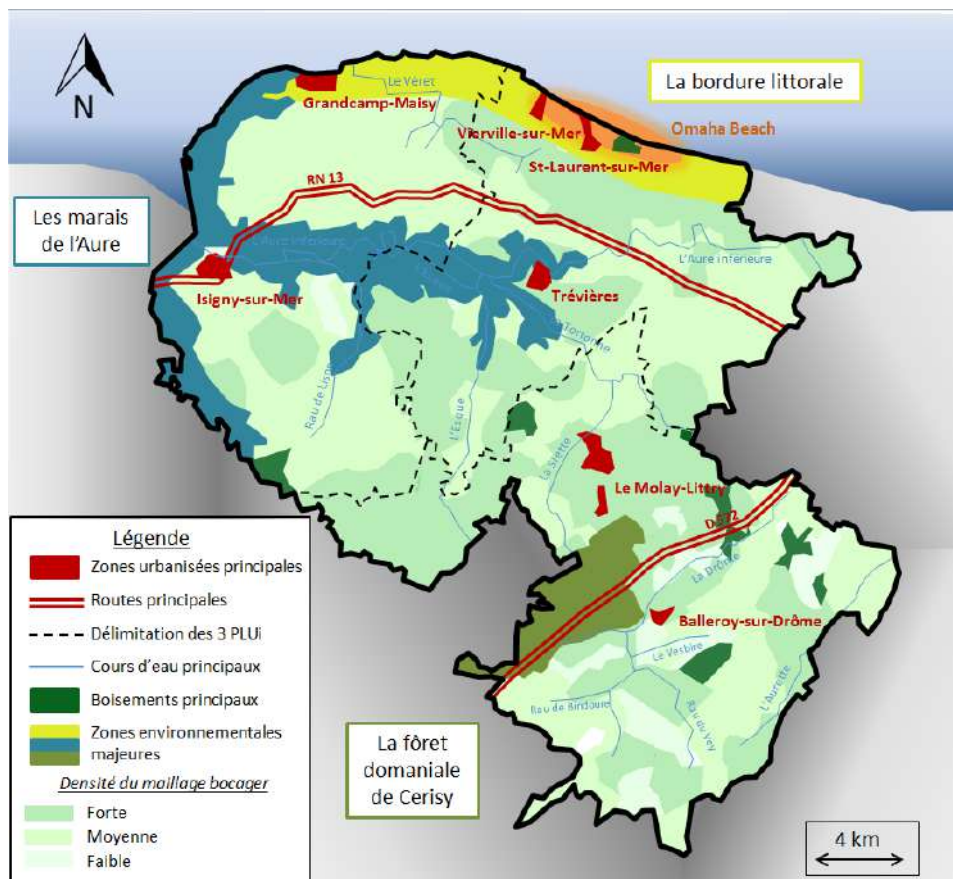 N
Le Véret
Grandcamp-Maisy
La bordure littorale
Vierville-sur-Mer
Omaha Beach
St-Laurent-sur-Mer
RN 13
Les marais
de l'Aure
L'Aure inférieure
L'Aure inférieure
Isigny-sur-Mer
Trévières
La Tortonne
Rau de Lison
L'Esque
La Siette
Le Molay-Littry
D 572
La Drôme
Balleroy-sur-Drôme
Le Vesbire
L'Aurette
Rau de Bindoure
Rau du Vey
La fôret
domaniale
de Cerisy
Légende
Zones urbanisées principales
Routes principales
Délimitation des 3 PLUi
Cours d'eau principaux
Boisements principaux
Zones environnementales
majeures
Densité du maillage bocager
Forte
Moyenne
Faible
4 km